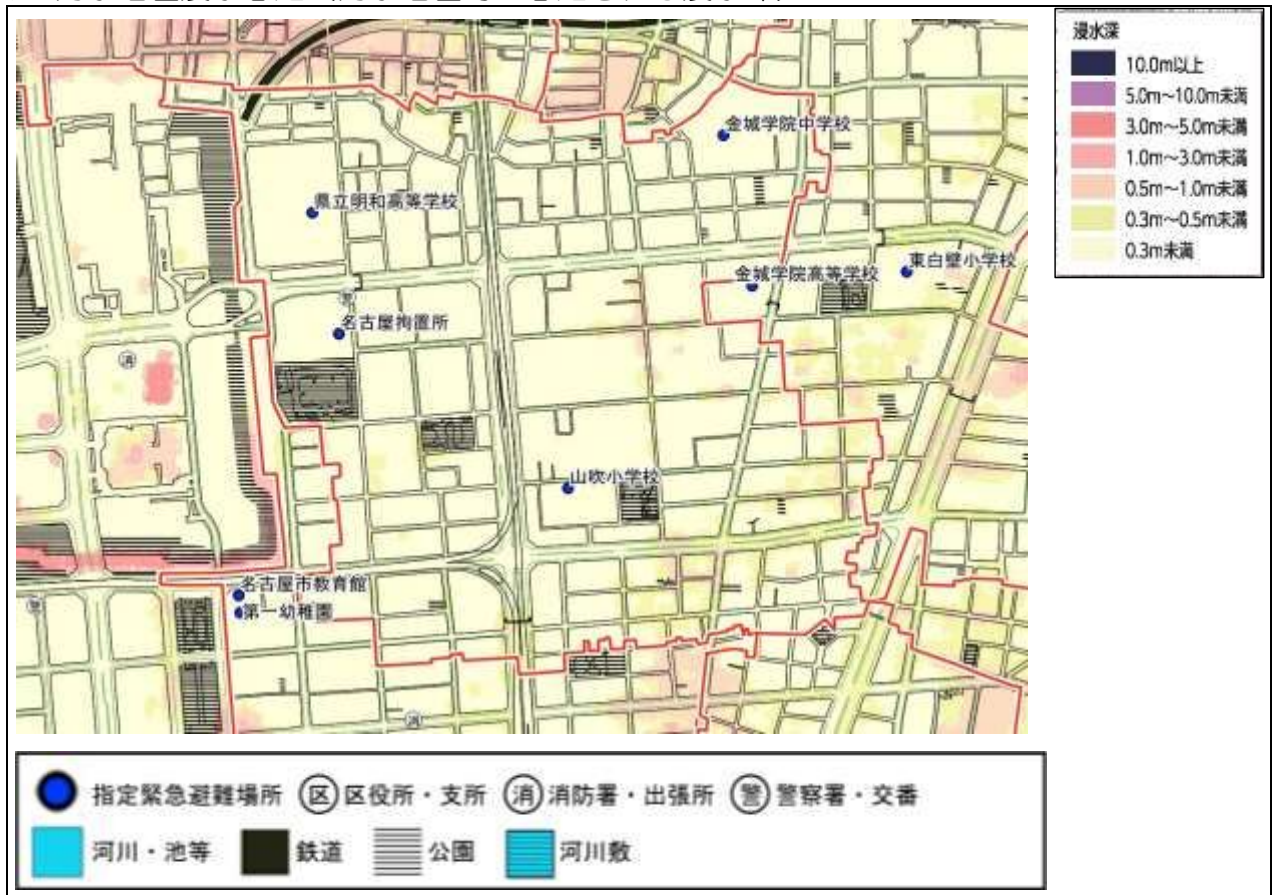 浸水深
10.0m以上
5.0m～10.0m未満
3.0m～5.0m未満
1.0m～3.0m未満
0.5m～1.0m未満
0.3m～0.5m未満
0.3m未満
金城学院中学校
県立明和高等学校
東白壁小学校
金城学院高等学校
警
名古屋拘置所
消
山吹小学校
名古屋市教育館
警
第一幼稚園
消
指定緊急避難場所 区 区役所・支所 消 消防署・出張所 警 警察署・交番
河川・池等 鉄道 公園 河川敷